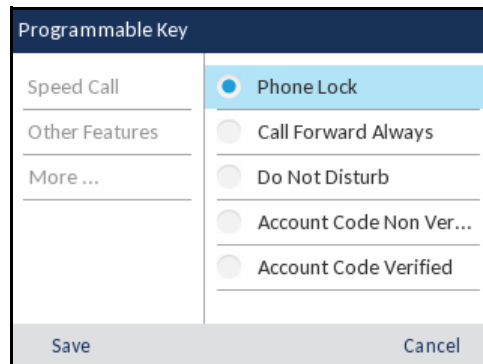 Programmable Key
Speed Call
Other Features
More ...
Phone Lock
Call Forward Always
Do Not Disturb
Account Code Non Ver...
Account Code Verified
Save
Cancel